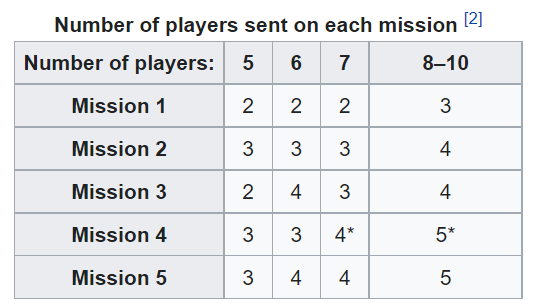 Number of players sent on each mission [2]
Number of players: 5 6 7 8–10
Mission 1 2 2 2 3
Mission 2 3 3 3 4
Mission 3 2 4 3 4
Mission 4 3 3 4* 5*
Mission 5 3 4 4 5